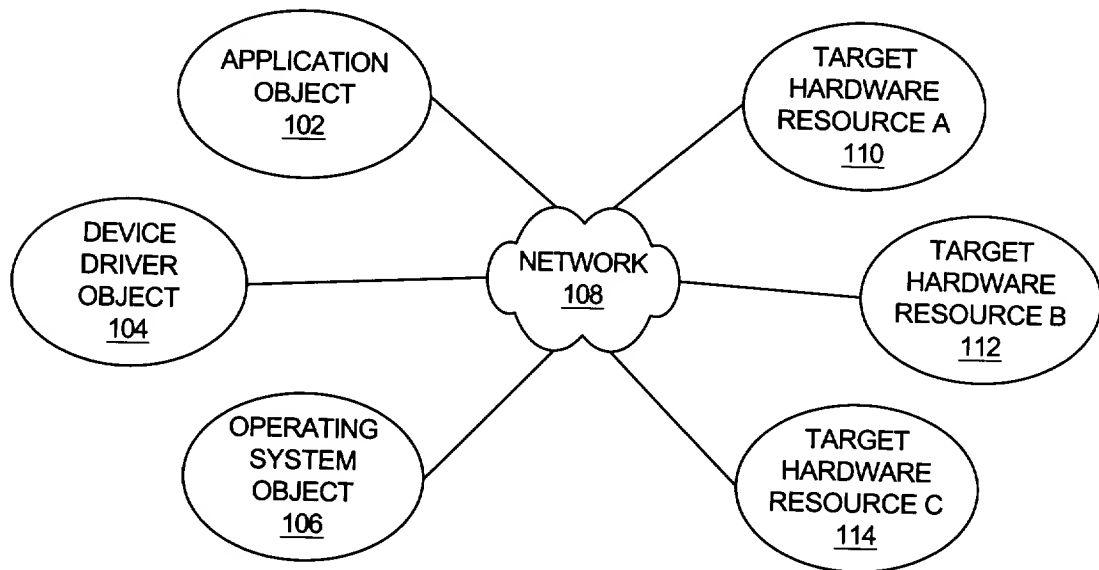 APPLICATION
OBJECT
102
TARGET
HARDWARE
RESOURCE A
110
DEVICE
DRIVER
OBJECT
104
NETWORK
108
TARGET
HARDWARE
RESOURCE B
112
OPERATING
SYSTEM
OBJECT
106
TARGET
HARDWARE
RESOURCE C
114